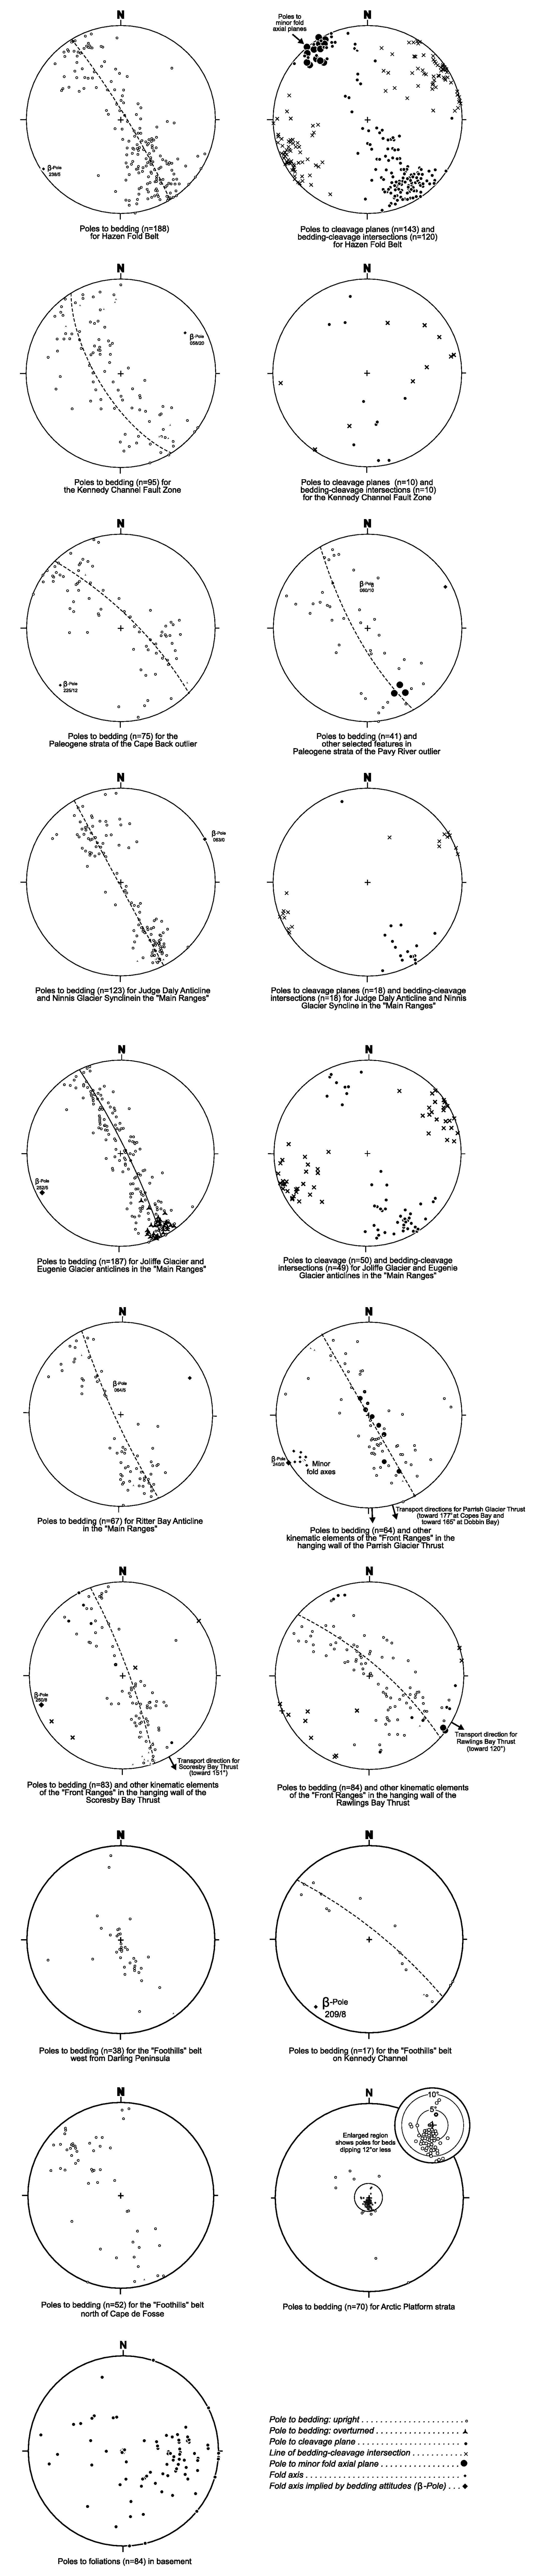 Poles to
minor fold
axial planes
β-Pole
238/5
Poles to bedding (n=188)
for Hazen Fold Belt
Poles to cleavage planes (n=143) and
bedding-cleavage intersections (n=120)
for Hazen Fold Belt
N
N
β-Pole
058/20
Poles to bedding (n=95) for
the Kennedy Channel Fault Zone
Poles to cleavage planes (n=10) and
bedding-cleavage intersections (n=10)
for the Kennedy Channel Fault Zone
N
N
β-Pole
225/12
β-Pole
060/10
Poles to bedding (n=75) for the
Paleogene strata of the Cape Back outlier
Poles to bedding (n=41) and
other selected features in
Paleogene strata of the Pavy River outlier
N
N
β-Pole
063/0
Poles to bedding (n=123) for Judge Daly Anticline
and Ninnis Glacier Synclinein the "Main Ranges"
Poles to cleavage planes (n=18) and bedding-cleavage
intersections (n=18) for Judge Daly Anticline and Ninnis
Glacier Syncline in the "Main Ranges"
N
N
β-Pole
252/6
Poles to bedding (n=187) for Joliffe Glacier and
Eugenie Glacier anticlines in the "Main Ranges"
Poles to cleavage (n=50) and bedding-cleavage
intersections (n=49) for Joliffe Glacier and Eugenie
Glacier anticlines in the "Main Ranges"
N
N
β-Pole
β-Pole
240/0
Minor
fold axes
Poles to bedding (n=67) for Ritter Bay Anticline
in the "Main Ranges"
Transport directions for Parrish Glacier Thrust
(toward 177° at Copes Bay and
toward 165° at Dobbin Bay)
Poles to bedding (n=64) and other
kinematic elements of the "Front Ranges" in the
hanging wall of the Parrish Glacier Thrust
N
N
β-Pole
Transport direction for
Scoresby Bay Thrust
(toward 151°)
Transport direction for
Rawlings Bay Thrust
(toward 120°)
Poles to bedding (n=83) and other kinematic elements
of the "Front Ranges" in the hanging wall of the
Scoresby Bay Thrust
Poles to bedding (n=84) and other kinematic elements
of the "Front Ranges" in the hanging wall of the
Rawlings Bay Thrust
N
N
β-Pole
209/8
Poles to bedding (n=38) for the "Foothills" belt
west from Darling Peninsula
Poles to bedding (n=17) for the "Foothills" belt
on Kennedy Channel
N
N
10°
5°
Enlarged region
shows poles for beds
dipping 12°or less
Poles to bedding (n=52) for the "Foothills" belt
north of Cape de Fosse
Poles to bedding (n=70) for Arctic Platform strata
N
Poles to foliations (n=84) in basement
Pole to bedding: upright
Pole to bedding: overturned
Pole to cleavage plane
Line of bedding-cleavage intersection
Pole to minor fold axial plane
Fold axis
Fold axis implied by bedding attitudes (β-Pole)